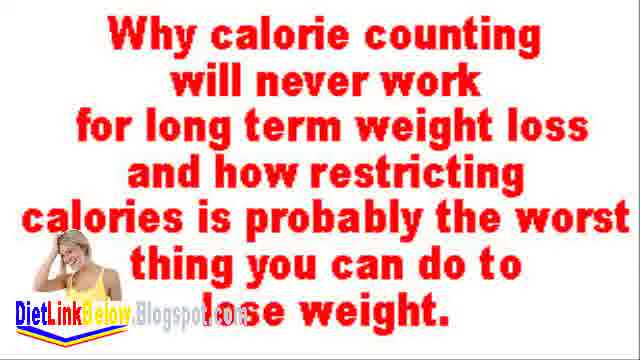 Why calorie counting
will never work
for long term weight loss
and how restricting
calories is probably the worst
thing you can do to
lose weight.
DietLinkBelow.Blogspot.com